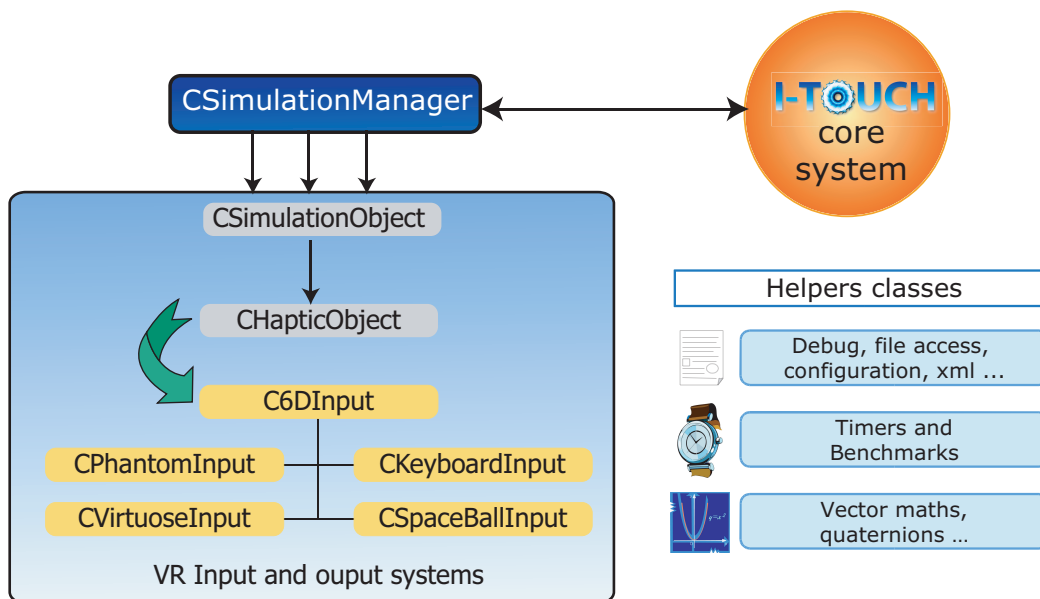 CSimulationManager
I-TOUCH
core
system
CSimulationObject
CHapticObject
C6DInput
CPhantomInput
CKeyboardInput
CVirtuoseInput
CSpaceBallInput
VR Input and ouput systems
Helpers classes
Debug, file access,
configuration, xml ...
Timers and
Benchmarks
Vector maths,
quaternions ...